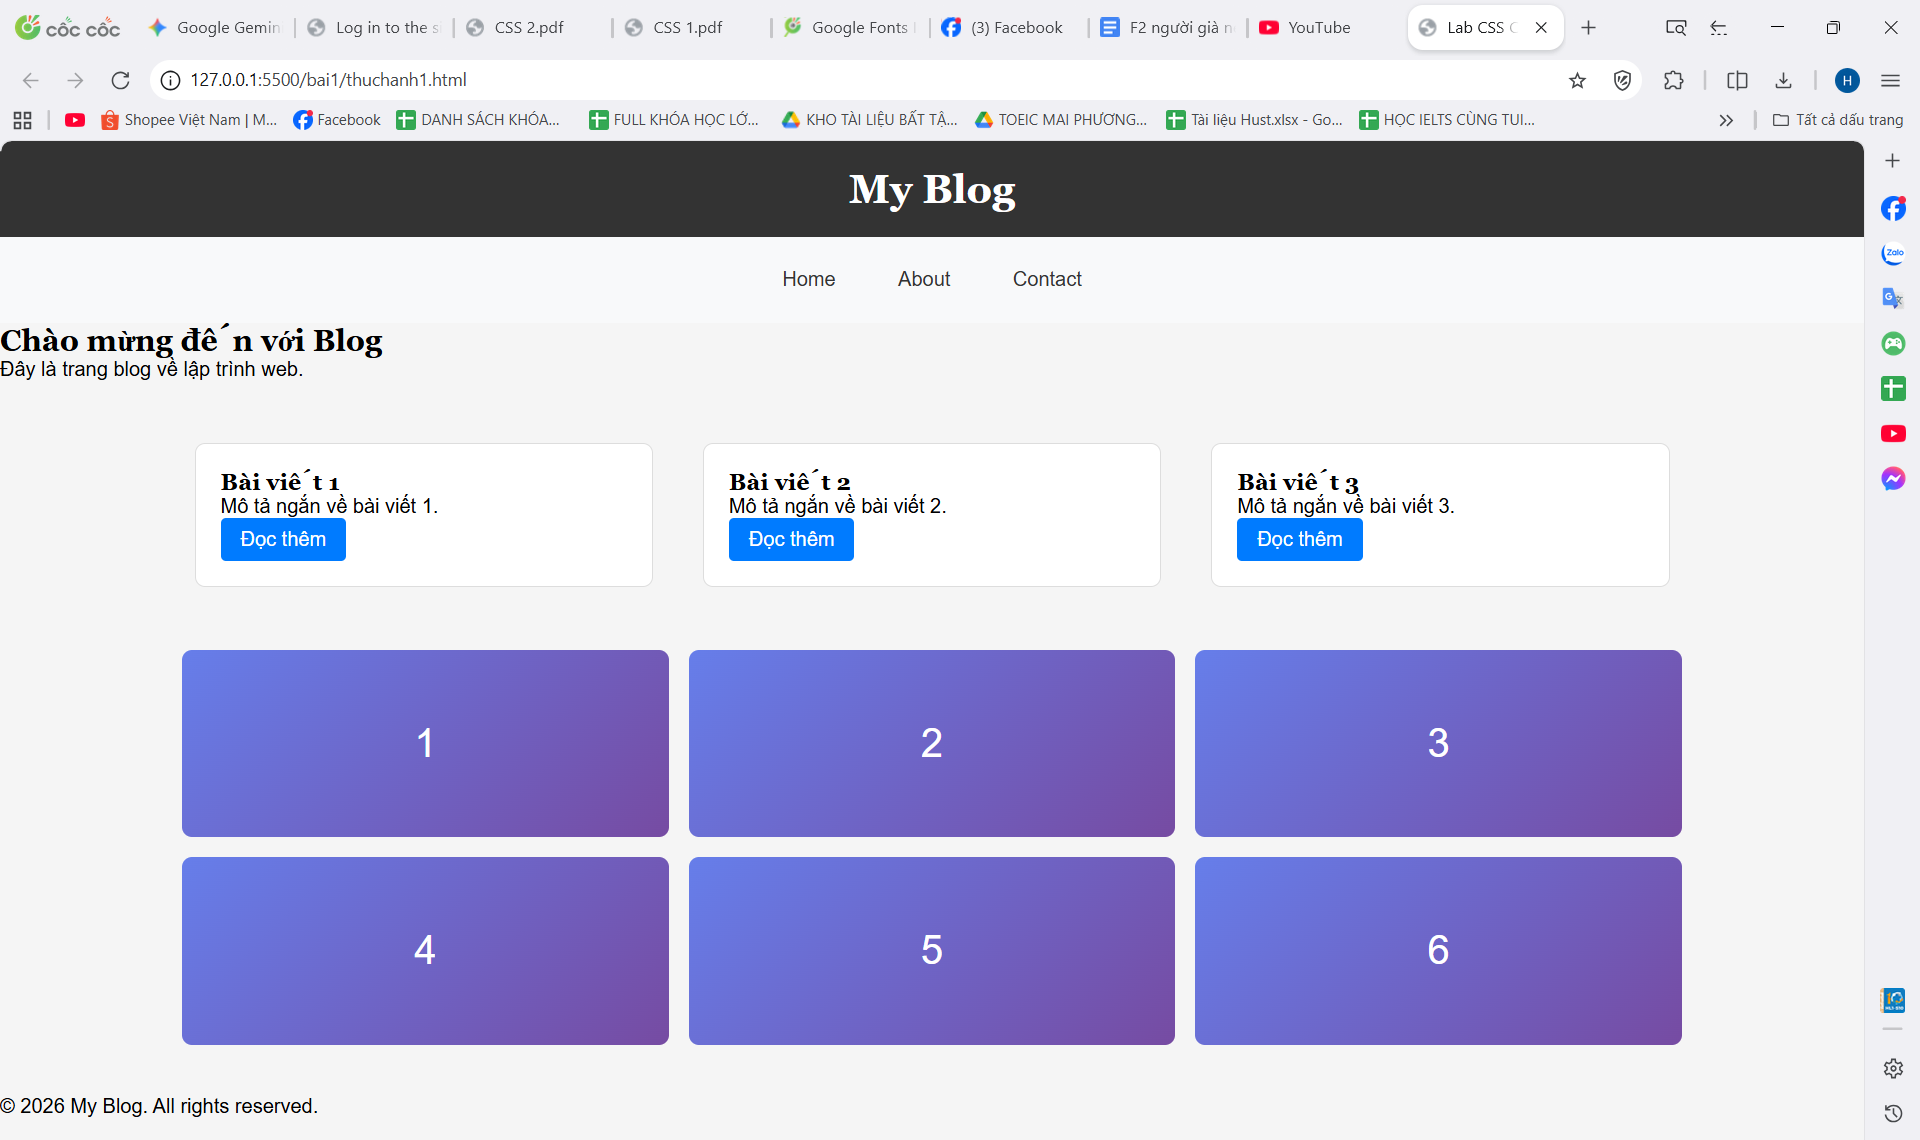 cốc cốc
Google Gemin
Log in to the s
CSS 2.pdf
CSS 1.pdf
Google Fonts
(3) Facebook
F2 người già n
YouTube
Lab CSS
127.0.0.1:5500/bai1/thuchanh1.html
H
Shopee Việt Nam | M...
Facebook
DANH SÁCH KHÓA...
FULL KHÓA HỌC LỚ...
KHO TÀI LIỆU BẤT TẬ...
TOEIC MAI PHƯƠNG...
Tài liệu Hust.xlsx - Go...
HỌC IELTS CÙNG TUI...
Tất cả dấu trang
My Blog
Home
About
Contact
Chào mừng đến với Blog
Đây là trang blog về lập trình web.
Bài viết 1
Mô tả ngắn về bài viết 1.
Đọc thêm
Bài viết 2
Mô tả ngắn về bài viết 2.
Đọc thêm
Bài viết 3
Mô tả ngắn về bài viết 3.
Đọc thêm
1
2
3
4
5
6
© 2026 My Blog. All rights reserved.
Zalo